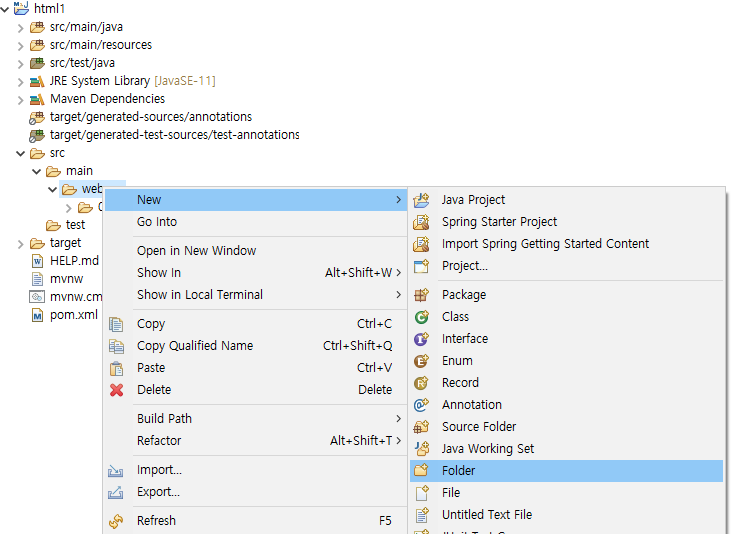 html1
src/main/java
src/main/resources
src/test/java
JRE System Library [JavaSE-11]
Maven Dependencies
target/generated-sources/annotations
target/generated-test-sources/test-annotations
src
main
web
test
target
HELP.md
mvnw
mvnw.cm
pom.xml
New
Go Into
Open in New Window
Show In Alt+Shift+W
Show in Local Terminal
Copy Ctrl+C
Copy Qualified Name Ctrl+Shift+Q
Paste Ctrl+V
Delete Delete
Build Path
Refactor Alt+Shift+T
Import...
Export...
Refresh F5
Java Project
Spring Starter Project
Import Spring Getting Started Content
Project...
Package
Class
Interface
Enum
Record
Annotation
Source Folder
Java Working Set
Folder
File
Untitled Text File